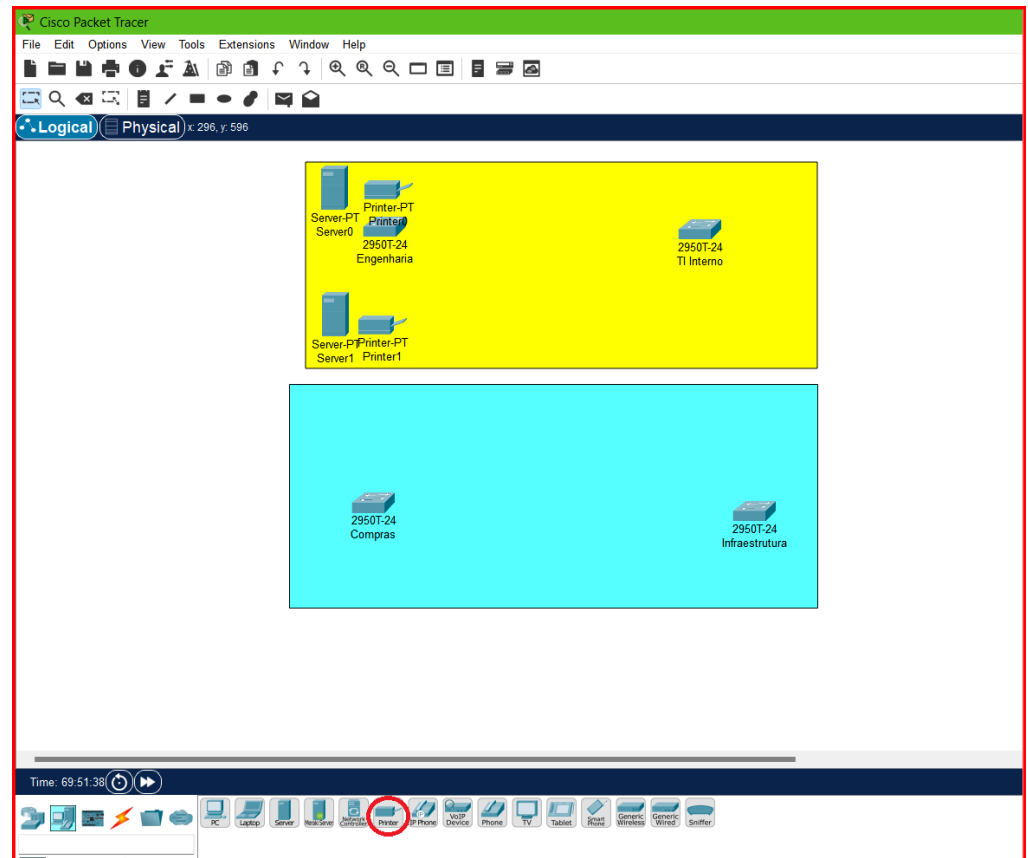 Cisco Packet Tracer
File Edit Options View Tools Extensions Window Help
Logical Physical x: 296, y: 596
Server-PT
Server0
Printer-PT
Printer0
2950T-24
Engenharia
2950T-24
TI Interno
Server-PT
Server1
Printer-PT
Printer1
2950T-24
Compras
2950T-24
Infraestrutura
Time: 69:51:38
PC Laptop Server Meraki Server Network Controller Printer IP Phone VoIP Device Phone TV Tablet Smart Phone Generic Wireless Generic Wired Sniffer